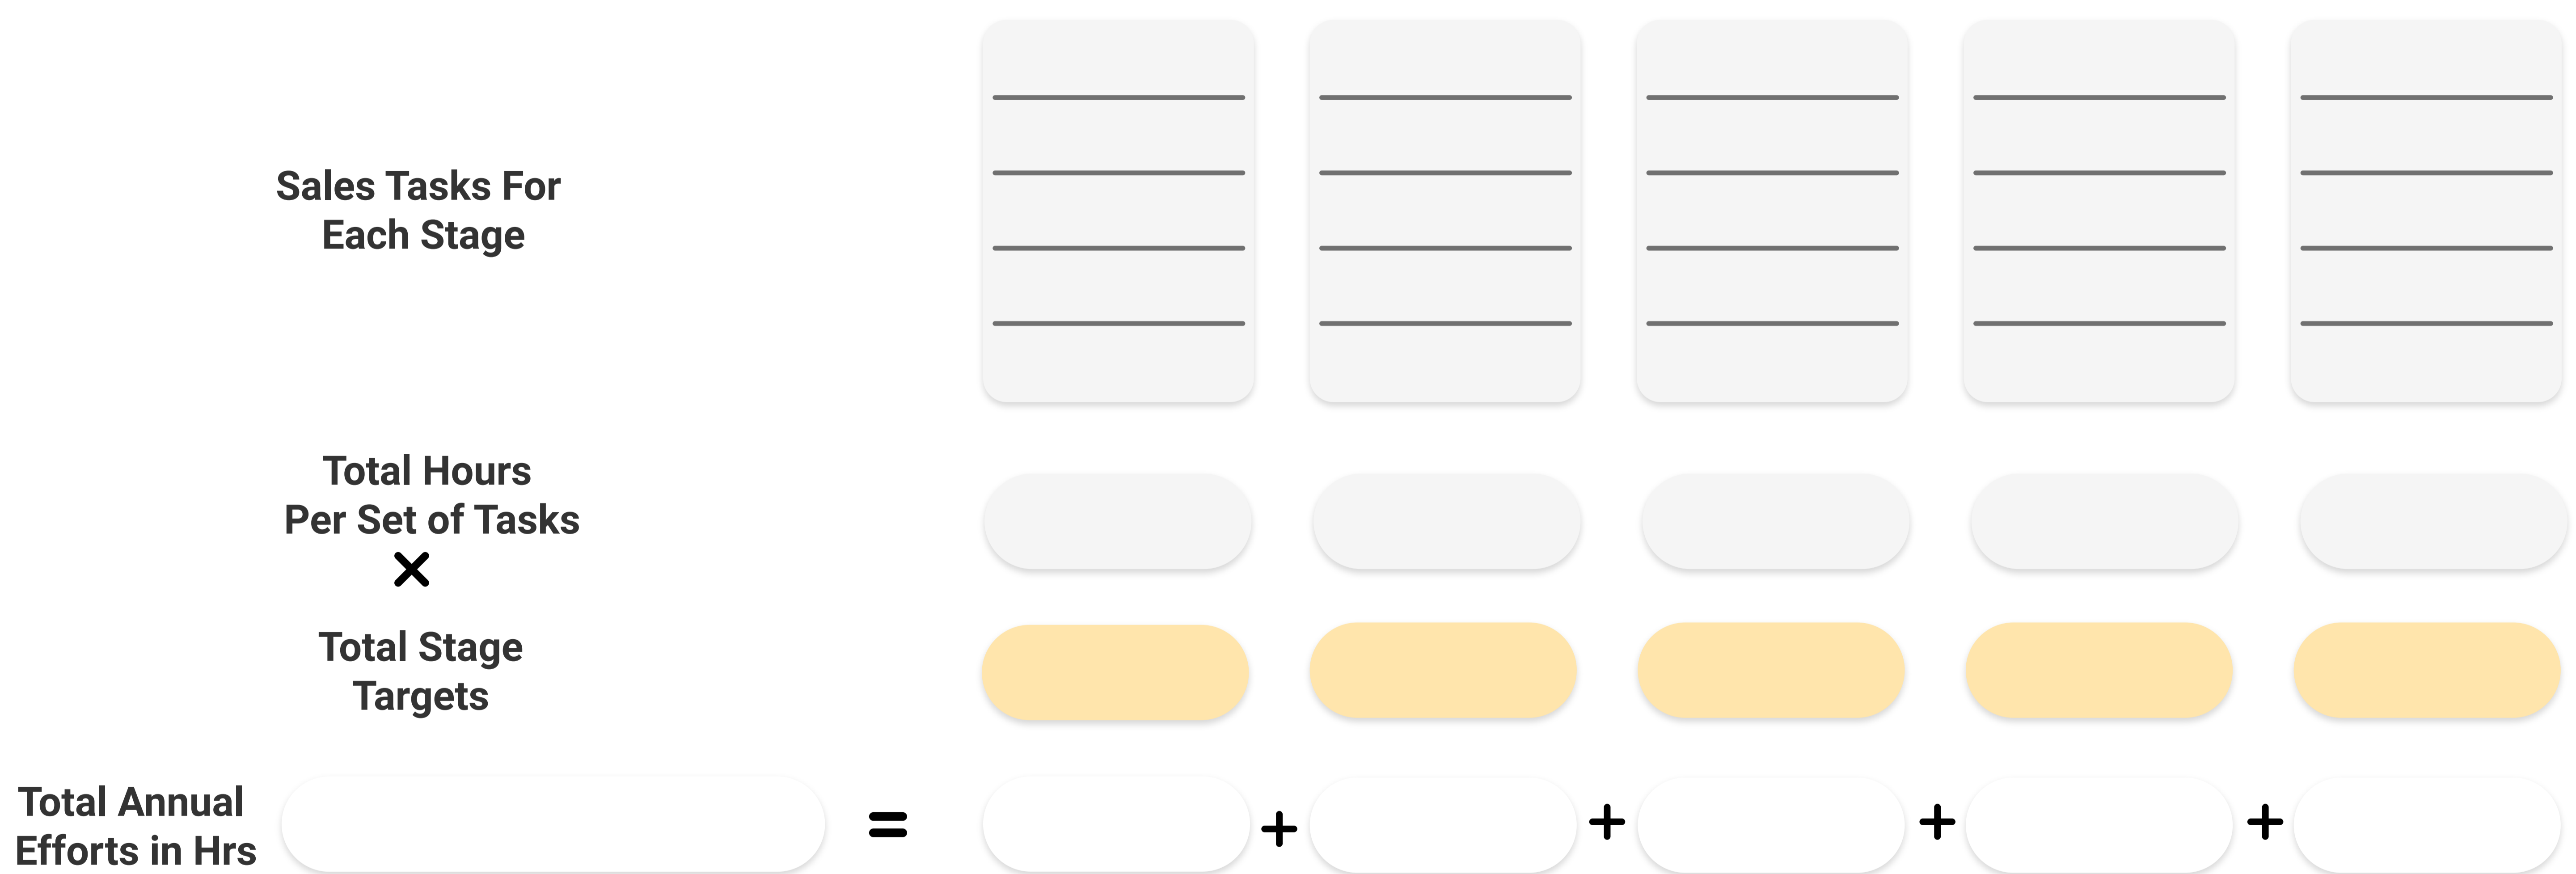 Sales Tasks For
Each Stage
Total Hours
Per Set of Tasks
×
Total Stage
Targets
Total Annual
Efforts in Hrs
= + + + +